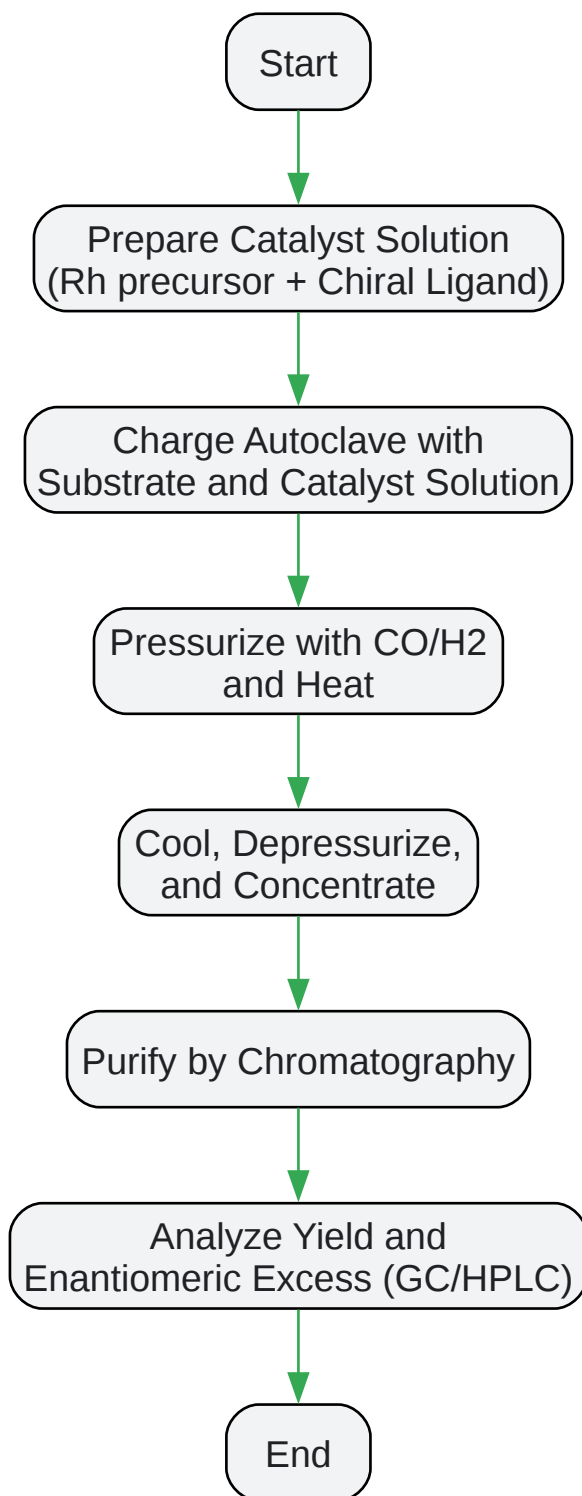 Start
Prepare Catalyst Solution
(Rh precursor + Chiral Ligand)
Charge Autoclave with
Substrate and Catalyst Solution
Pressurize with CO/H2
and Heat
Cool, Depressurize,
and Concentrate
Purify by Chromatography
Analyze Yield and
Enantiomeric Excess (GC/HPLC)
End